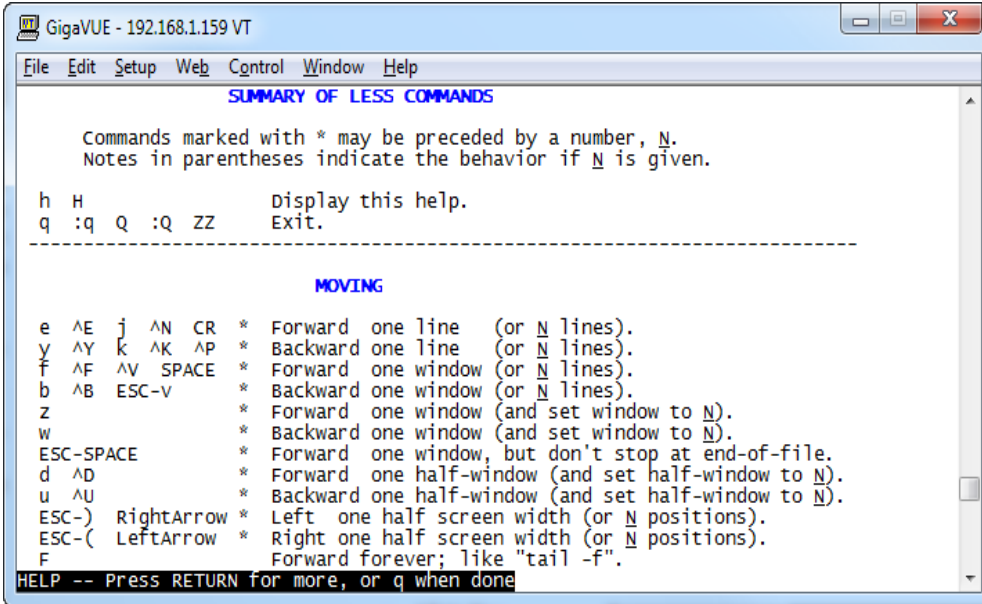 GigaVUE - 192.168.1.159 VT
File Edit Setup Web Control Window Help
SUMMARY OF LESS COMMANDS
Commands marked with * may be preceded by a number, N.
Notes in parentheses indicate the behavior if N is given.
h H Display this help.
q :q Q :Q ZZ Exit.
---------------------------------------------------------------------------
MOVING
e ^E j ^N CR * Forward one line (or N lines).
y ^Y k ^K ^P * Backward one line (or N lines).
f ^F ^V SPACE * Forward one window (or N lines).
b ^B ESC-v * Backward one window (or N lines).
z * Forward one window (and set window to N).
w * Backward one window (and set window to N).
ESC-SPACE * Forward one window, but don't stop at end-of-file.
d ^D * Forward one half-window (and set half-window to N).
u ^U * Backward one half-window (and set half-window to N).
ESC-) RightArrow * Left one half screen width (or N positions).
ESC-( LeftArrow * Right one half screen width (or N positions).
F Forward forever; like "tail -f".
HELP -- Press RETURN for more, or q when done